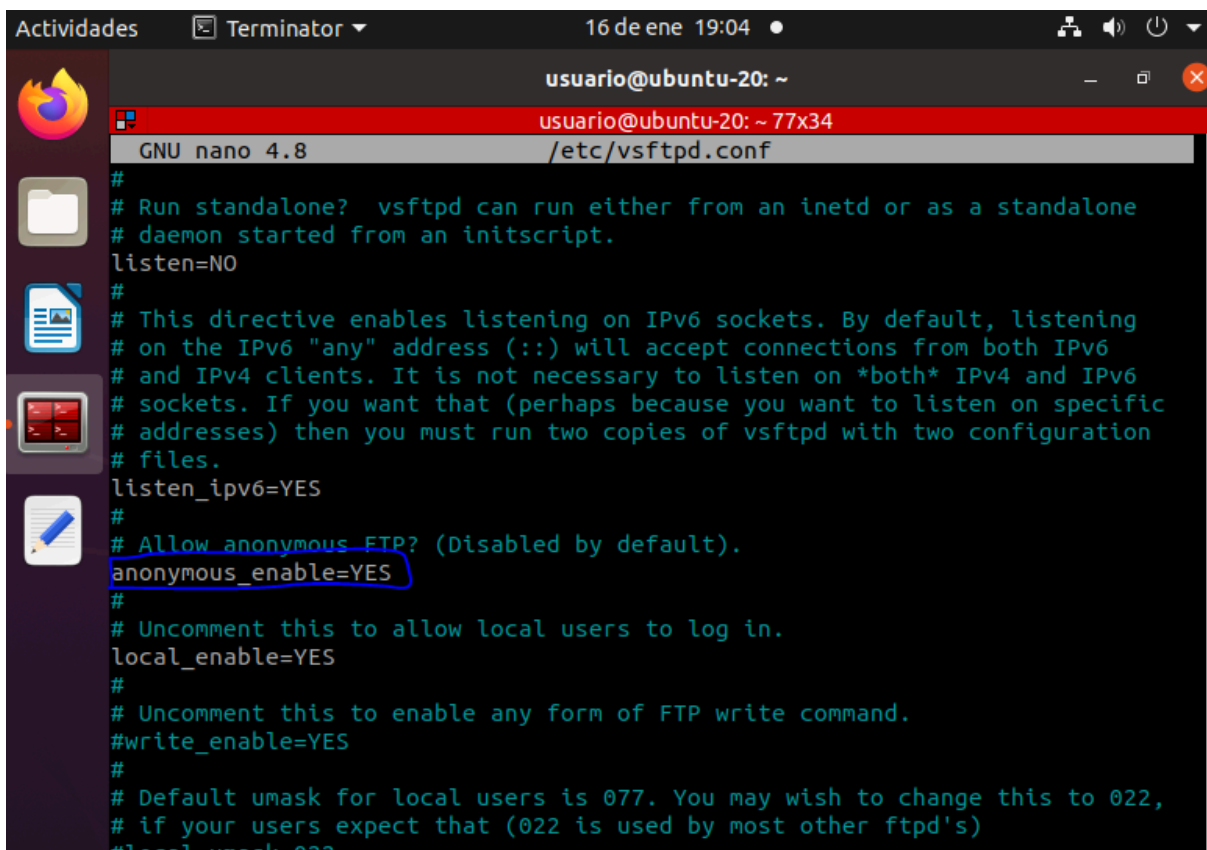 Actividades Terminator 16 de ene 19:04
usuario@ubuntu-20: ~
usuario@ubuntu-20: ~ 77x34
GNU nano 4.8 /etc/vsftpd.conf
#
# Run standalone?  vsftpd can run either from an inetd or as a standalone
# daemon started from an initscript.
listen=NO
#
# This directive enables listening on IPv6 sockets. By default, listening
# on the IPv6 "any" address (::) will accept connections from both IPv6
# and IPv4 clients. It is not necessary to listen on *both* IPv4 and IPv6
# sockets. If you want that (perhaps because you want to listen on specific
# addresses) then you must run two copies of vsftpd with two configuration
# files.
listen_ipv6=YES
#
# Allow anonymous FTP? (Disabled by default).
anonymous_enable=YES
#
# Uncomment this to allow local users to log in.
local_enable=YES
#
# Uncomment this to enable any form of FTP write command.
#write_enable=YES
#
# Default umask for local users is 077. You may wish to change this to 022,
# if your users expect that (022 is used by most other ftpd's)